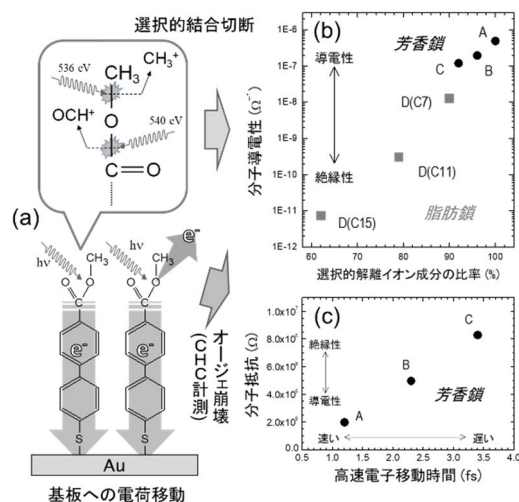 選択的結合切断
536 eV
CH₃
CH₃⁺
O
OCH⁺
540 eV
C=O
(a)
hν
O
CH₃
O
C
e⁻
S
hν
O
CH₃
O
C
e⁻
e⁻
S
Au
基板への電荷移動
オージェ崩壊
(CHC計測)
(b)
分子導電性 (Ω⁻)
1E-6
1E-7
1E-8
1E-9
1E-10
1E-11
1E-12
導電性
絶縁性
芳香鎖
A
B
C
D(C7)
D(C11)
D(C15)
脂肪鎖
60
70
80
90
100
選択的解離イオン成分の比率(%)
(c)
分子抵抗(Ω)
絶縁性
導電性
A
B
C
芳香鎖
速い
遅い
0.5
1.0
1.5
2.0
2.5
3.0
3.5
4.0
高速電子移動時間(fs)